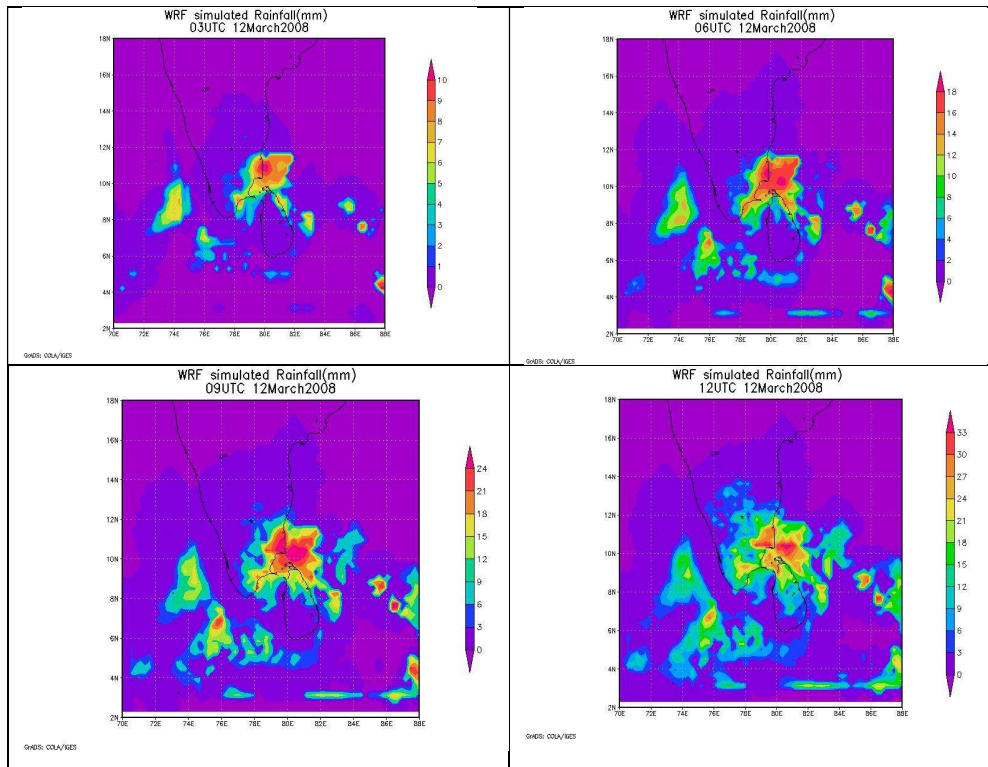 WRF simulated Rainfall(mm)
03UTC 12March2008
18N
16N
14N
12N
10N
8N
6N
4N
2N
70E 72E 74E 76E 78E 80E 82E 84E 86E 88E
10
9
8
7
6
5
4
3
2
1
0
GrADS: COLA/IGES
WRF simulated Rainfall(mm)
06UTC 12March2008
18N
16N
14N
12N
10N
8N
6N
4N
2N
70E 72E 74E 76E 78E 80E 82E 84E 86E 88E
18
16
14
12
10
8
6
4
2
0
GrADS: COLA/IGES
WRF simulated Rainfall(mm)
09UTC 12March2008
18N
16N
14N
12N
10N
8N
6N
4N
2N
70E 72E 74E 76E 78E 80E 82E 84E 86E 88E
24
21
18
15
12
9
6
3
0
GrADS: COLA/IGES
WRF simulated Rainfall(mm)
12UTC 12March2008
18N
16N
14N
12N
10N
8N
6N
4N
2N
70E 72E 74E 76E 78E 80E 82E 84E 86E 88E
33
30
27
24
21
18
15
12
9
6
3
0
GrADS: COLA/IGES